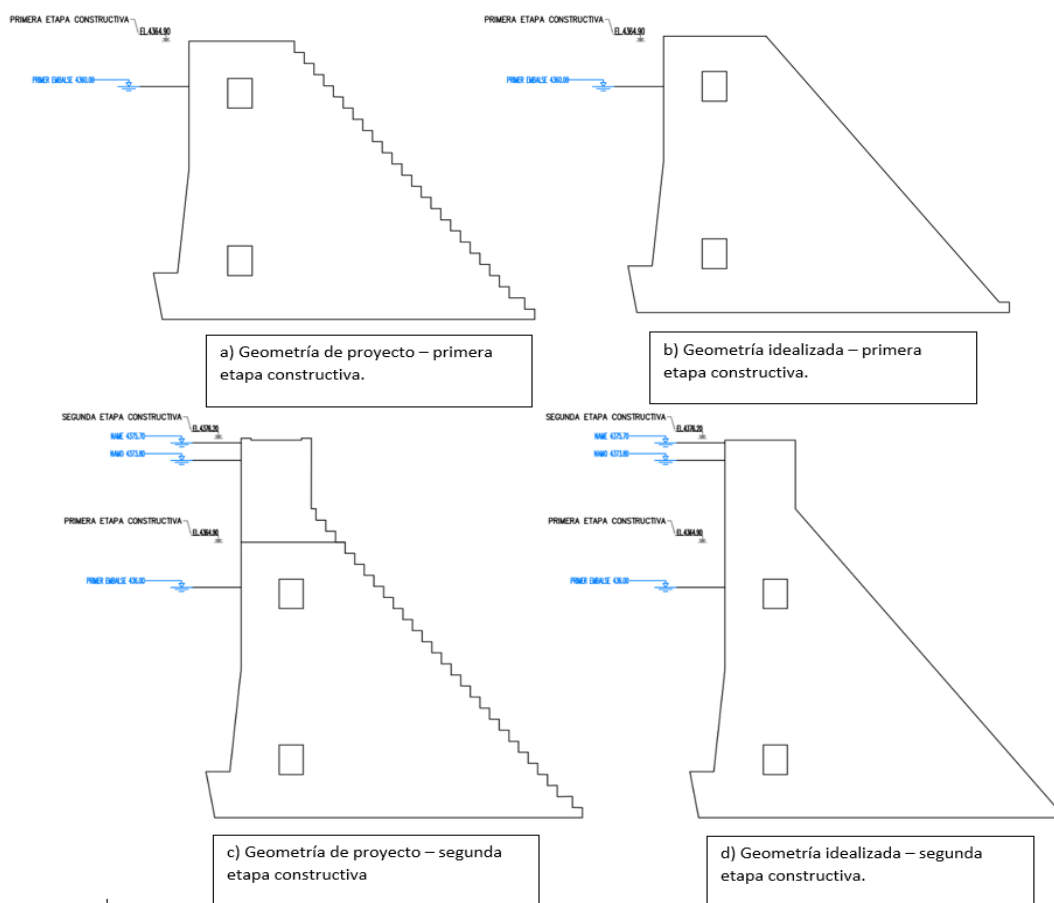 PRIMERA ETAPA CONSTRUCTIVA
EL.4364.90
PRIMER EMBALSE 4360.00
a) Geometría de proyecto – primera
etapa constructiva.
PRIMERA ETAPA CONSTRUCTIVA
EL.4364.90
PRIMER EMBALSE 4360.00
b) Geometría idealizada – primera
etapa constructiva.
SEGUNDA ETAPA CONSTRUCTIVA
EL.4376.20
NAME 4375.70
NAMO 4373.80
PRIMERA ETAPA CONSTRUCTIVA
EL.4364.90
PRIMER EMBALSE 436.00
c) Geometría de proyecto – segunda
etapa constructiva
SEGUNDA ETAPA CONSTRUCTIVA
EL.4376.20
NAME 4375.70
NAMO 4373.80
PRIMERA ETAPA CONSTRUCTIVA
EL.4364.90
PRIMER EMBALSE 436.00
d) Geometría idealizada – segunda
etapa constructiva.